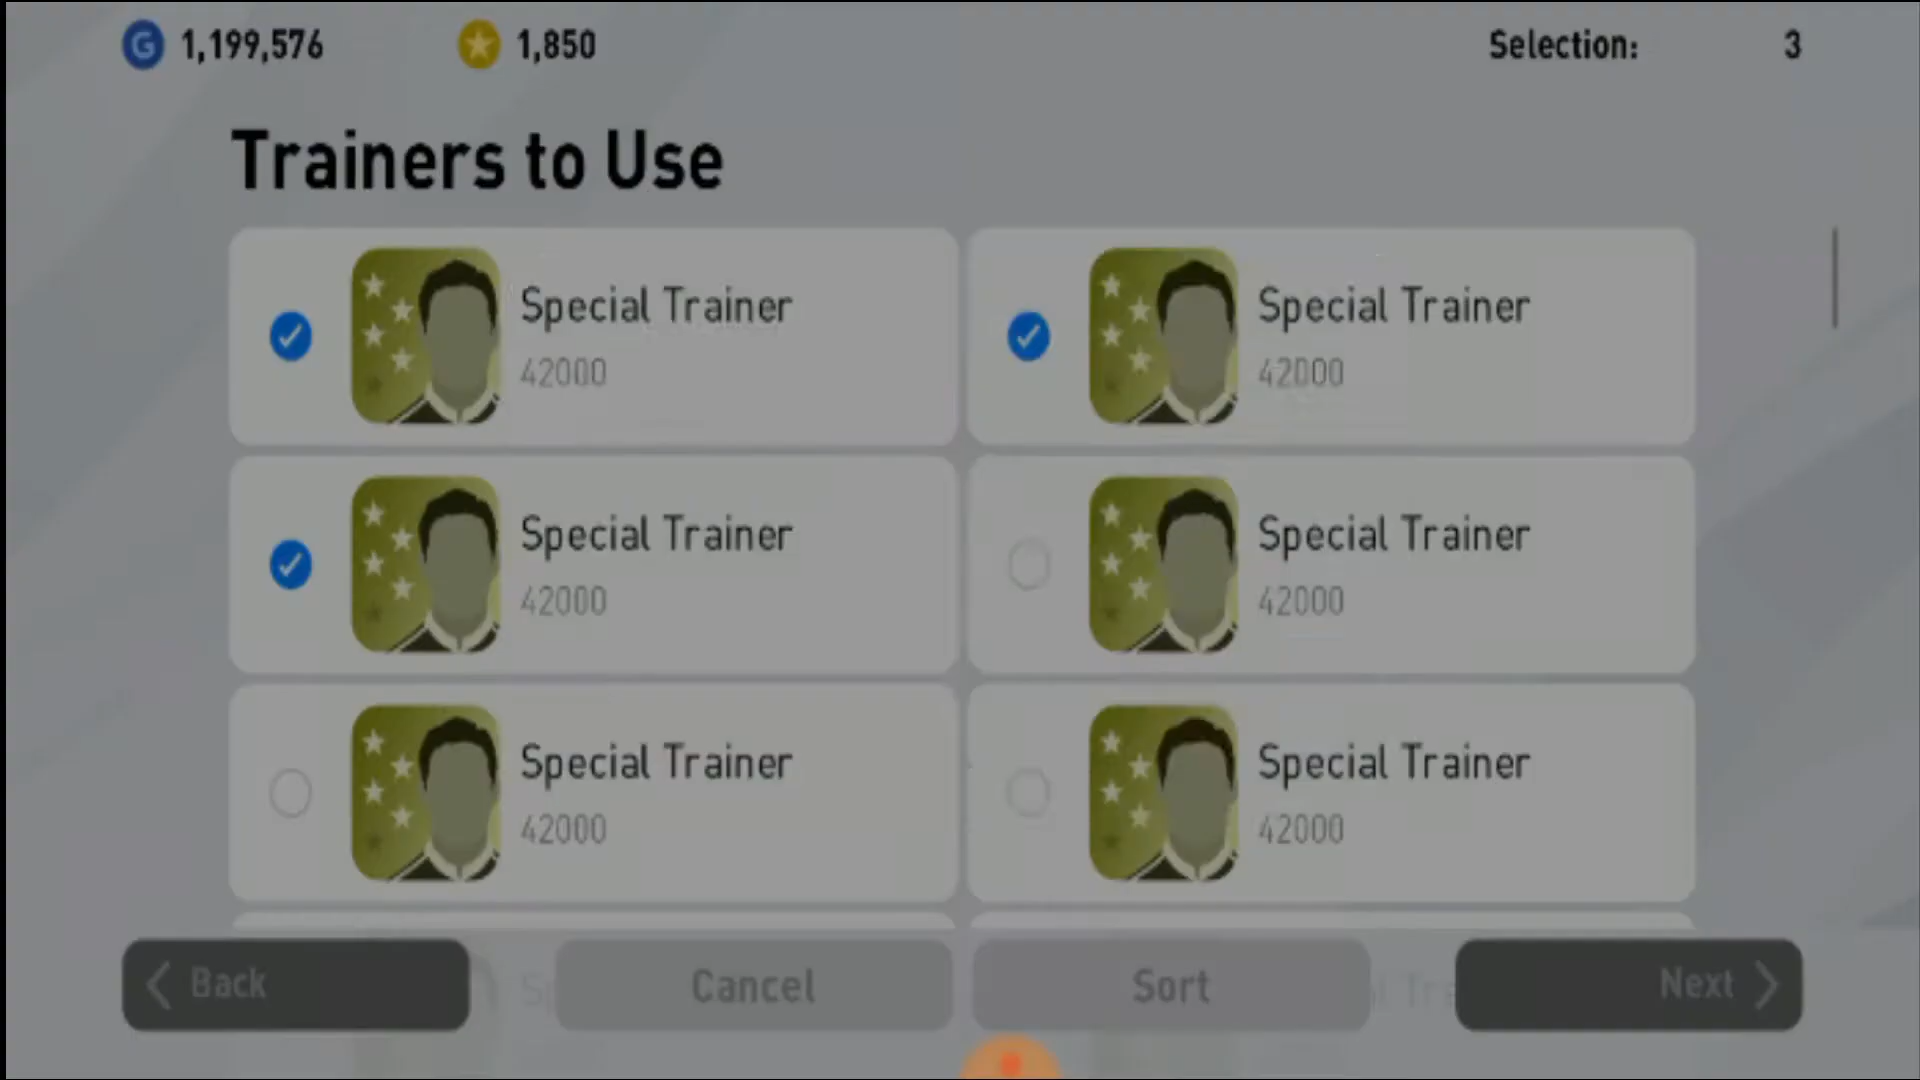 G 1,199,576 1,850 Selection: 3
Trainers to Use
Special Trainer
42000
Special Trainer
42000
Special Trainer
42000
Special Trainer
42000
Special Trainer
42000
Special Trainer
42000
Back Cancel Sort Next